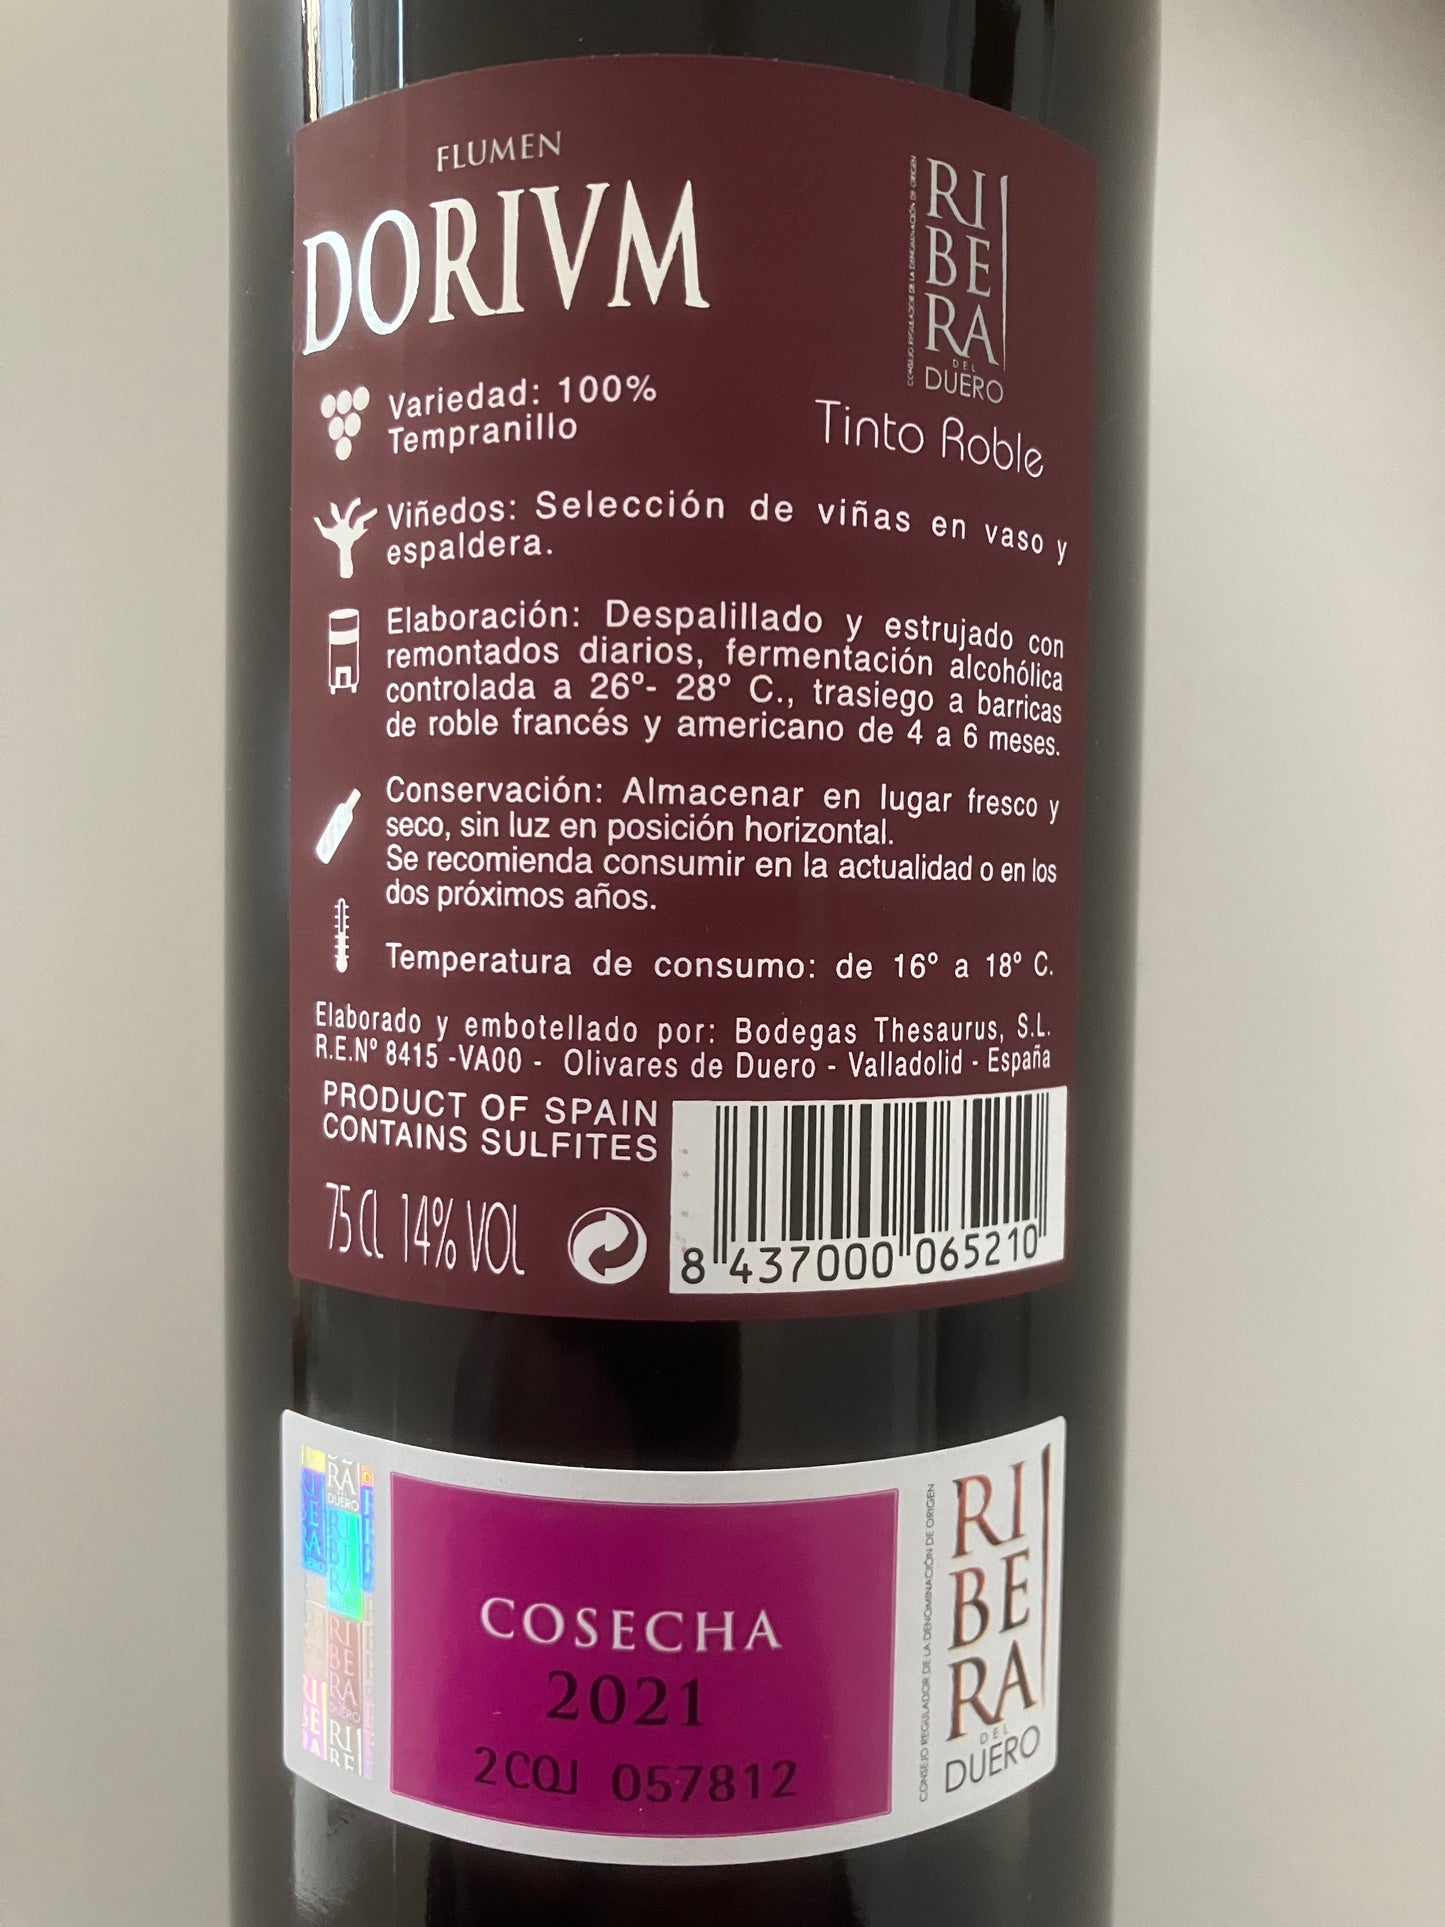 FLUMEN
DORIVM
CONSEJO REGULADOR DE LA DENOMINACIÓN DE ORIGEN
RI
BE
RA
DEL
DUERO
Tinto Roble
Variedad: 100%
Tempranillo
Viñedos: Selección de viñas en vaso y
espaldera.
Elaboración: Despalillado y estrujado con
remontados diarios, fermentación alcohólica
controlada a 26º- 28º C., trasiego a barricas
de roble francés y americano de 4 a 6 meses.
Conservación: Almacenar en lugar fresco y
seco, sin luz en posición horizontal.
Se recomienda consumir en la actualidad o en los
dos próximos años.
Temperatura de consumo: de 16º a 18º C.
Elaborado y embotellado por: Bodegas Thesaurus, S.L.
R.E.Nº 8415 -VA00 - Olivares de Duero - Valladolid - España
PRODUCT OF SPAIN
CONTAINS SULFITES
75 CL 14% VOL
8 437000 065210
COSECHA
2021
2CQJ 057812
CONSEJO REGULADOR DE LA DENOMINACIÓN DE ORIGEN
RI
BE
RA
DEL
DUERO